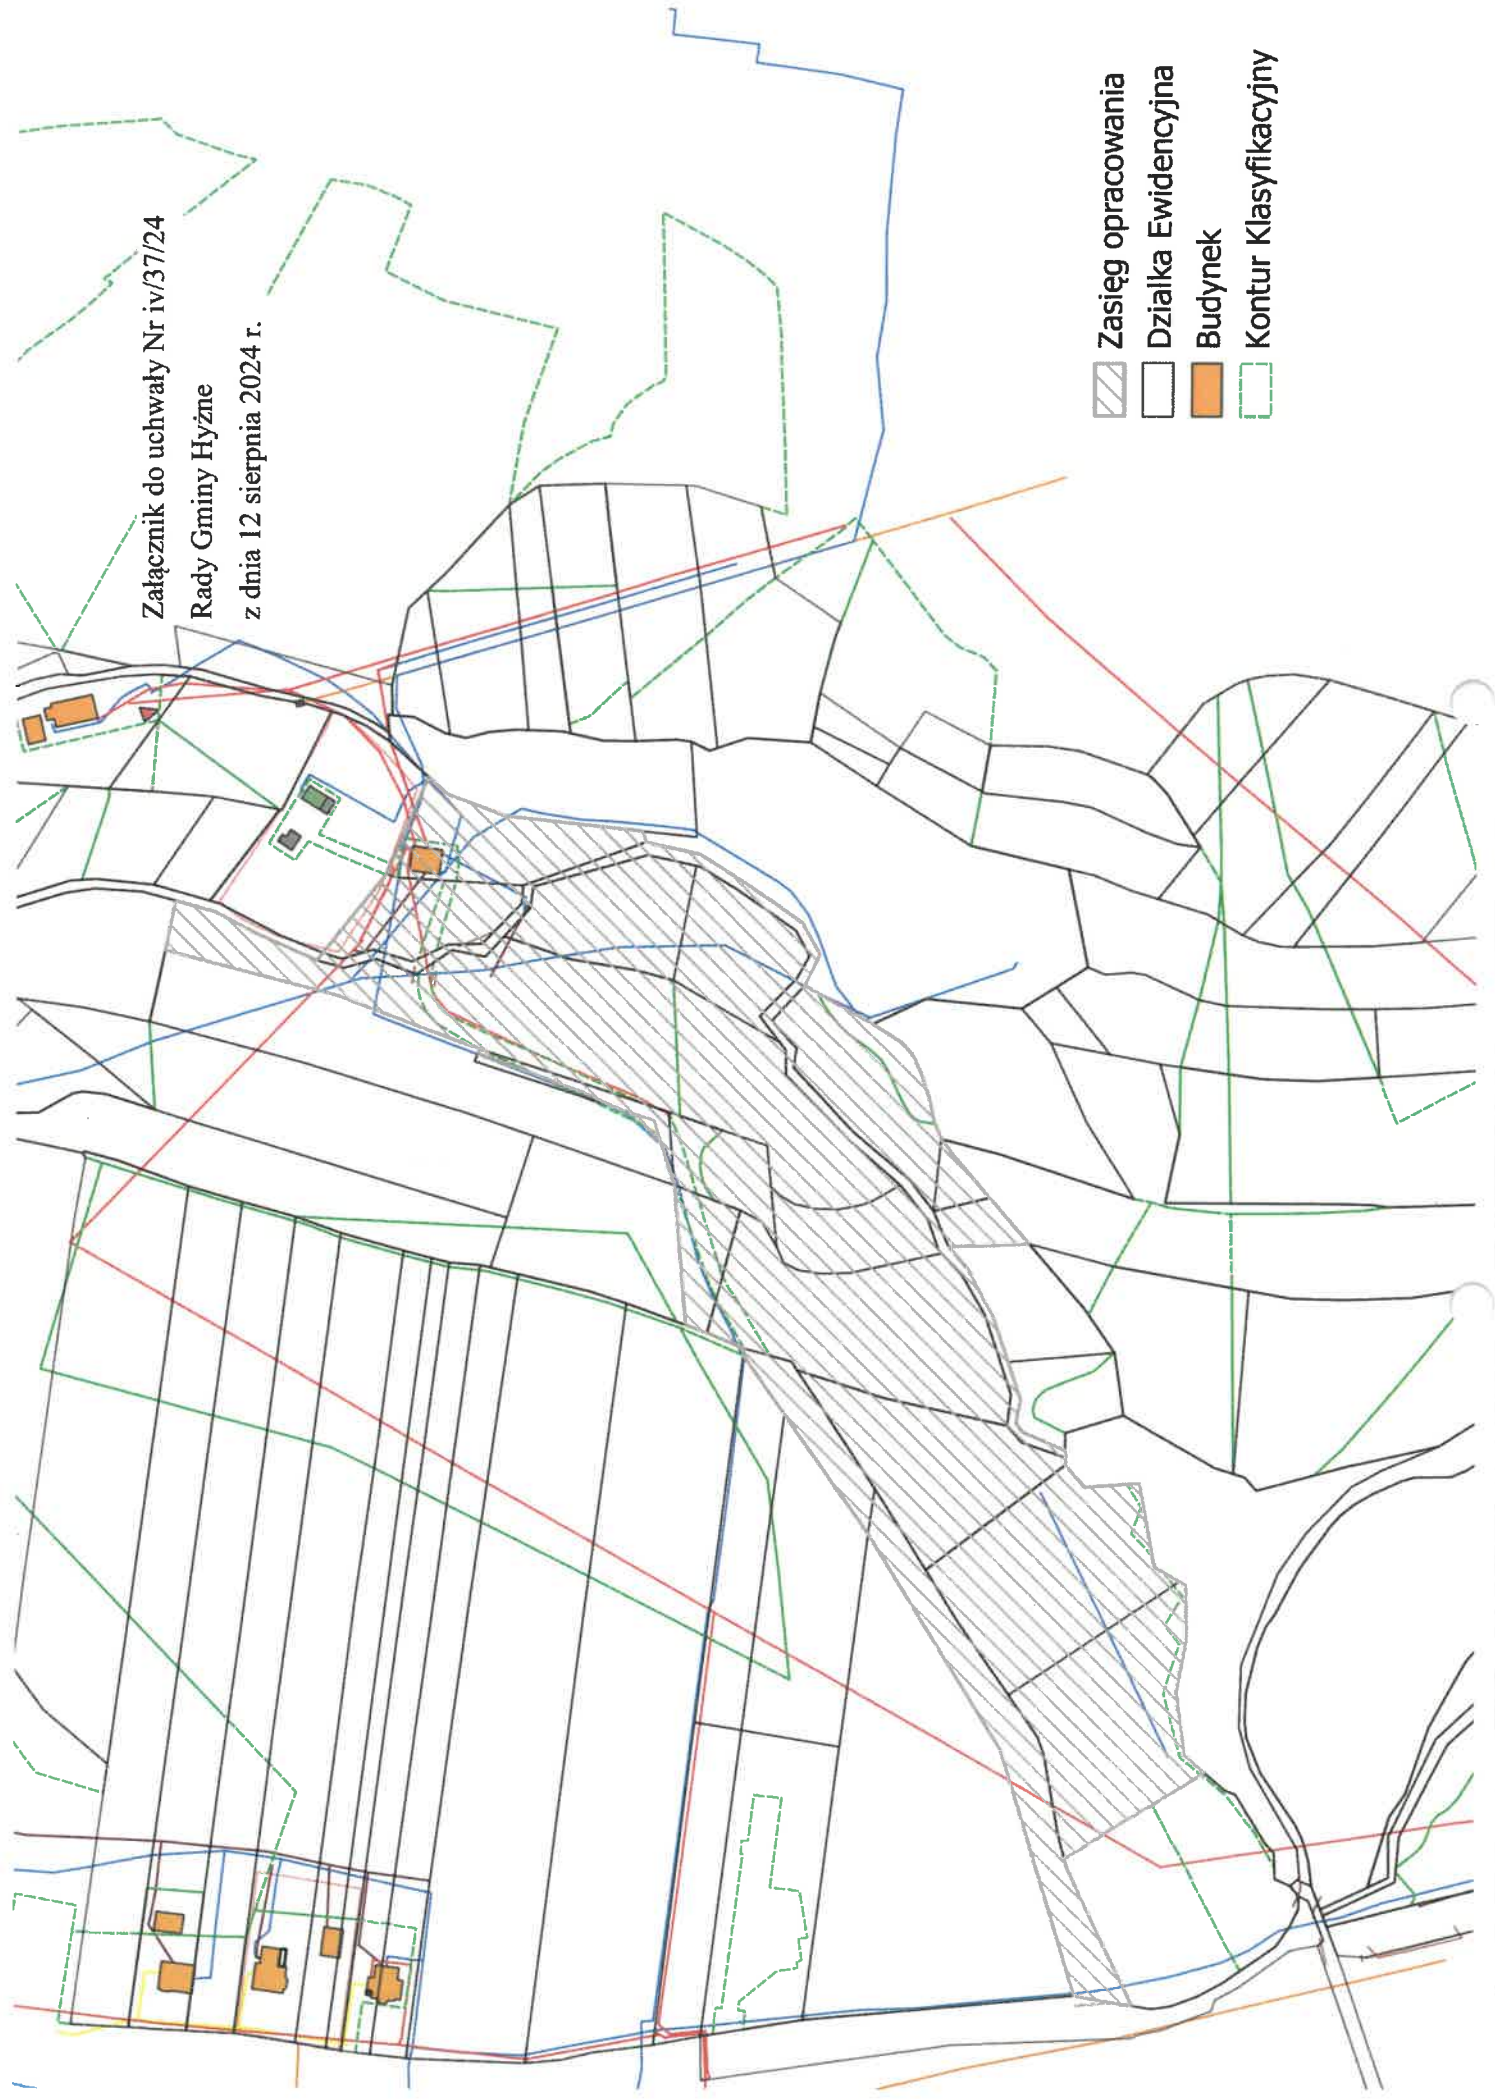 Załącznik do uchwały Nr iv/37/24
Rady Gminy Hyżne
z dnia 12 sierpnia 2024 r.
Zasięg opracowania
Działka Ewidencyjna
Budynek
Kontur Klasyfikacyjny